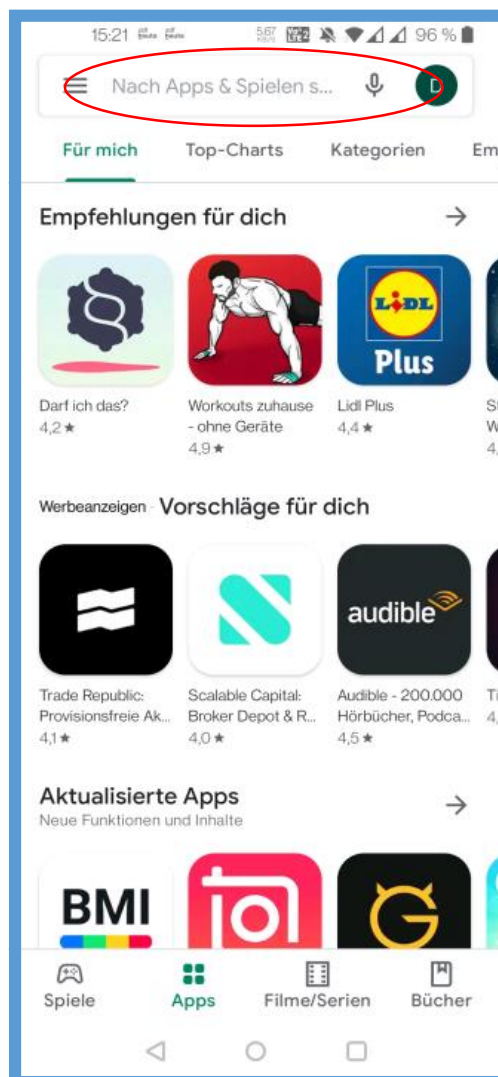 15:21 96 %
Nach Apps & Spielen s... D
Für mich Top-Charts Kategorien Em
Empfehlungen für dich
LIDL
Plus
Darf ich das? Workouts zuhause Lidl Plus
- ohne Geräte
4,2 ★ 4,4 ★
4,9 ★
Werbeanzeigen · Vorschläge für dich
audible
Trade Republic: Scalable Capital: Audible - 200.000
Provisionsfreie Ak... Broker Depot & R... Hörbücher, Podca...
4,1 ★ 4,0 ★ 4,5 ★
Aktualisierte Apps
Neue Funktionen und Inhalte
BMI G
Spiele Apps Filme/Serien Bücher